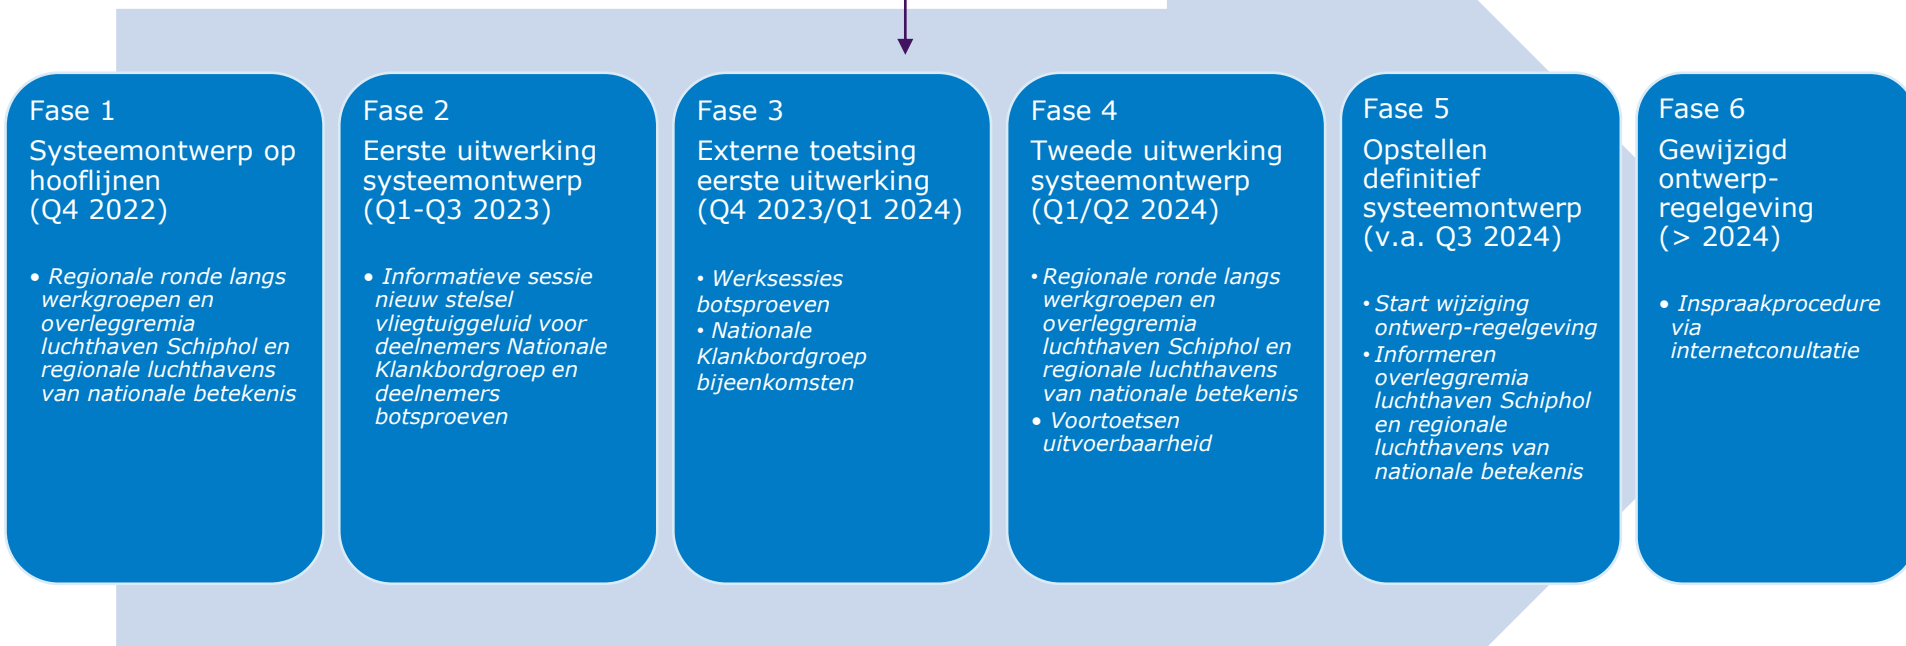 Fase 1
Systeemontwerp op
hooflijnen
(Q4 2022)
• Regionale ronde langs
werkgroepen en
overleggremia
luchthaven Schiphol en
regionale luchthavens
van nationale betekenis
Fase 2
Eerste uitwerking
systeemontwerp
(Q1-Q3 2023)
• Informatieve sessie
nieuw stelsel
vliegtuiggeluid voor
deelnemers Nationale
Klankbordgroep en
deelnemers
botsproeven
Fase 3
Externe toetsing
eerste uitwerking
(Q4 2023/Q1 2024)
• Werksessies
botsproeven
• Nationale
Klankbordgroep
bijeenkomsten
Fase 4
Tweede uitwerking
systeemontwerp
(Q1/Q2 2024)
• Regionale ronde langs
werkgroepen en
overleggremia
luchthaven Schiphol en
regionale luchthavens
van nationale betekenis
• Voortoetsen
uitvoerbaarheid
Fase 5
Opstellen
definitief
systeemontwerp
(v.a. Q3 2024)
• Start wijziging
ontwerp-regelgeving
• Informeren
overleggremia
luchthaven Schiphol
en regionale
luchthavens van
nationale betekenis
Fase 6
Gewijzigd
ontwerp-
regelgeving
(> 2024)
• Inspraakprocedure
via
internetconultatie